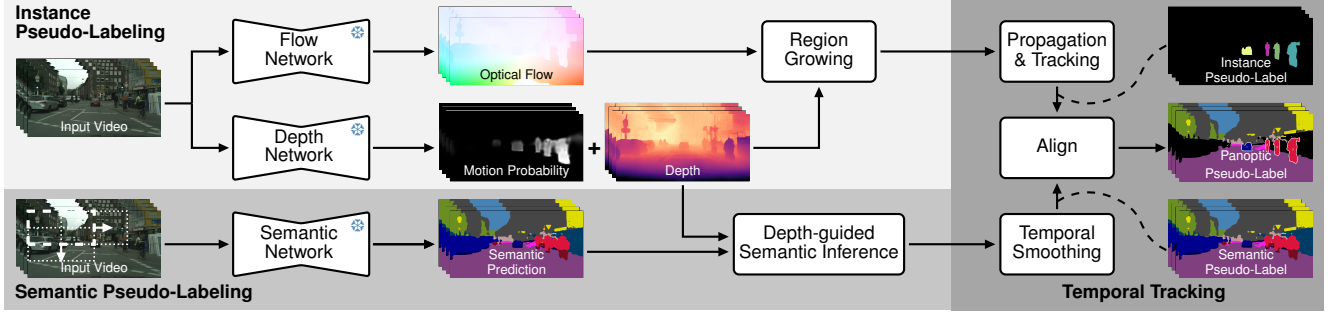 Instance
Pseudo-Labeling
Input Video
Flow
Network
Optical Flow
Region
Growing
Propagation
& Tracking
Instance
Pseudo-Label
Depth
Network
Motion Probability
+
Depth
Align
Panoptic
Pseudo-Label
Input Video
Semantic
Network
Semantic
Prediction
Depth-guided
Semantic Inference
Temporal
Smoothing
Semantic
Pseudo-Label
Semantic Pseudo-Labeling
Temporal Tracking